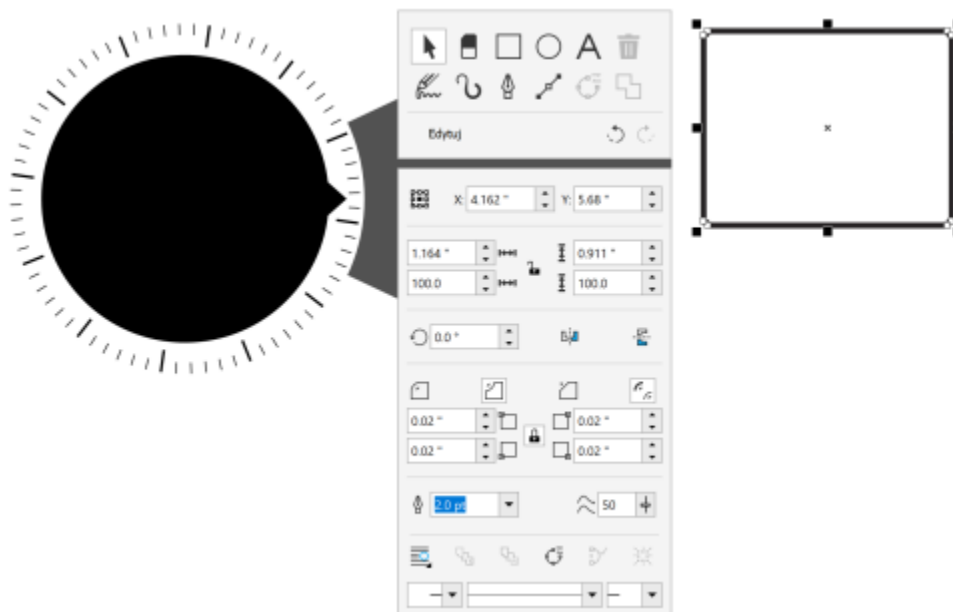 A
Edytuj
X: 4.162 " Y: 5.68 "
1.164 " 0.911 "
100.0 100.0
0.0 °
0.02 " 0.02 "
0.02 " 0.02 "
2.0 pt 50